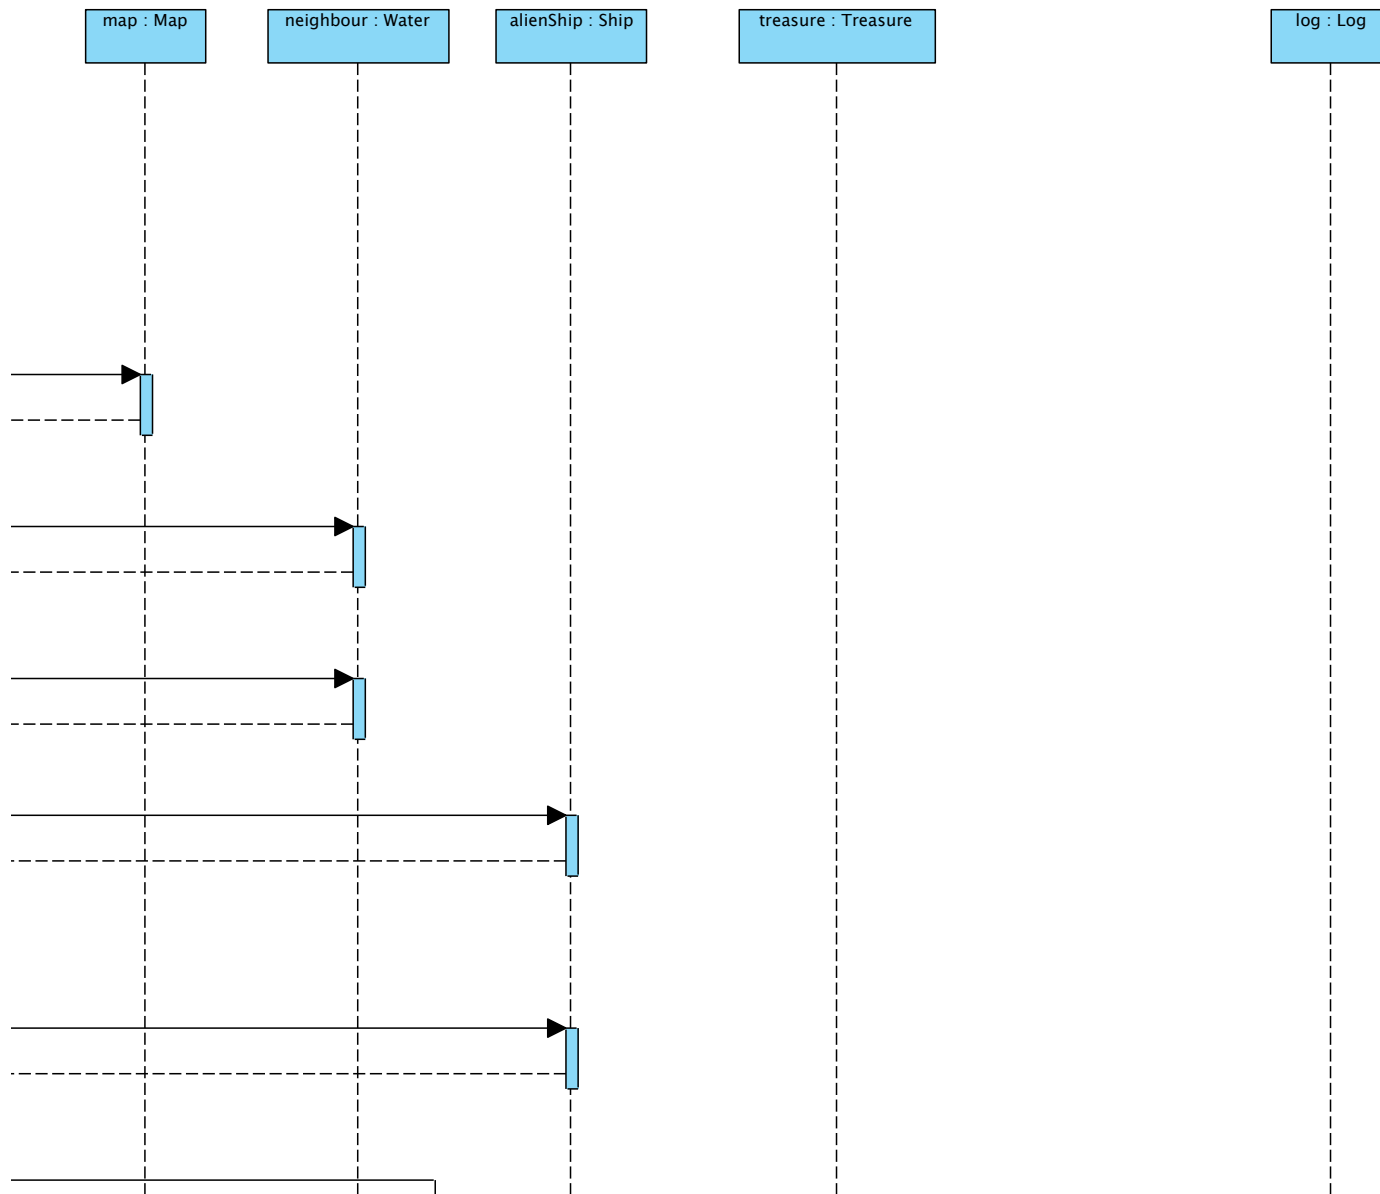 map : Map
neighbour : Water
alienShip : Ship
treasure : Treasure
log : Log